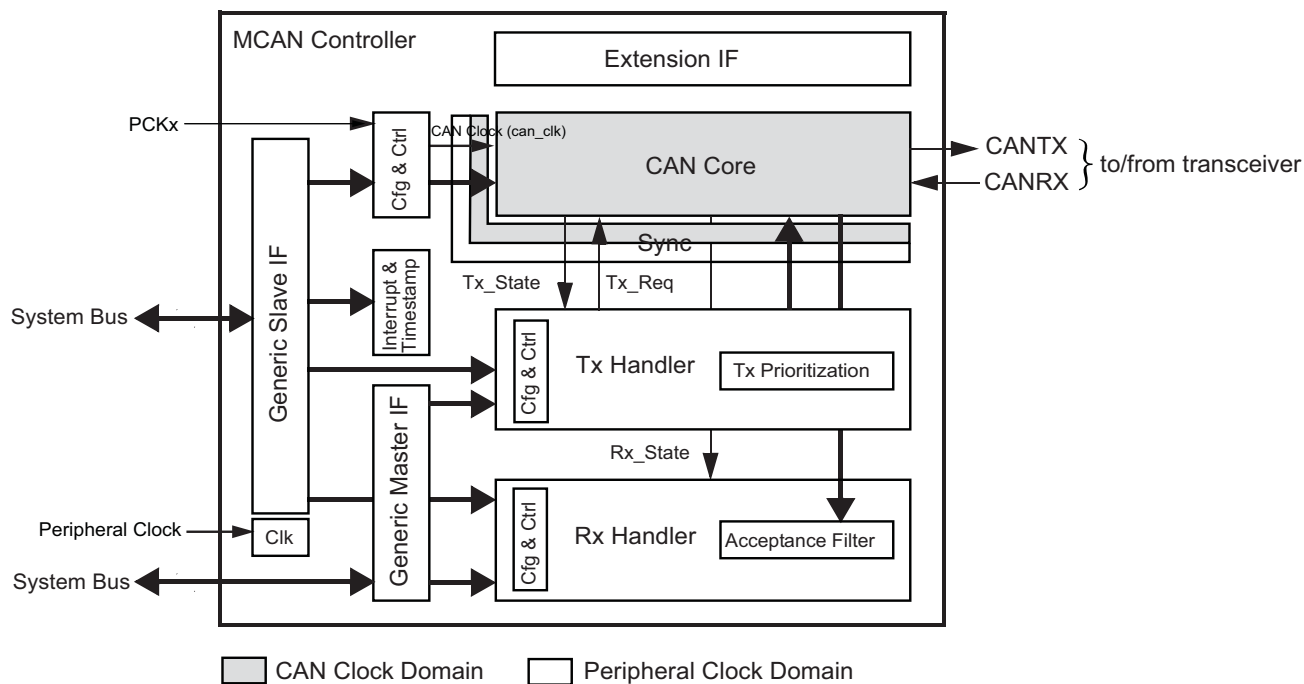 MCAN Controller
Extension IF
PCKx
Cfg & Ctrl
CAN Clock (can_clk)
CAN Core
CANTX
CANRX
to/from transceiver
Sync
Generic Slave IF
Interrupt &
Timestamp
Tx_State
Tx_Req
System Bus
Cfg & Ctrl
Tx Handler
Tx Prioritization
Generic Master IF
Rx_State
Peripheral Clock
Clk
Cfg & Ctrl
Rx Handler
Acceptance Filter
System Bus
CAN Clock Domain
Peripheral Clock Domain